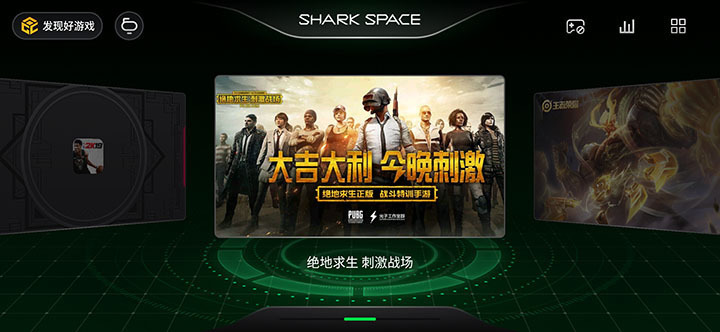 发现好游戏
SHARK SPACE
绝地求生 刺激战场
大吉大利 今晚刺激
绝地求生正版 战斗特训手游
PUBG
光子工作室群
2K19
王者荣耀
绝地求生 刺激战场